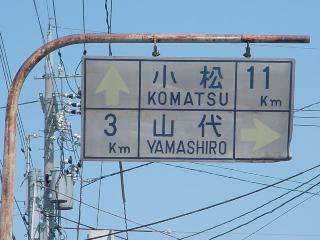 小松 11
KOMATSU Km
3 山代
Km YAMASHIRO